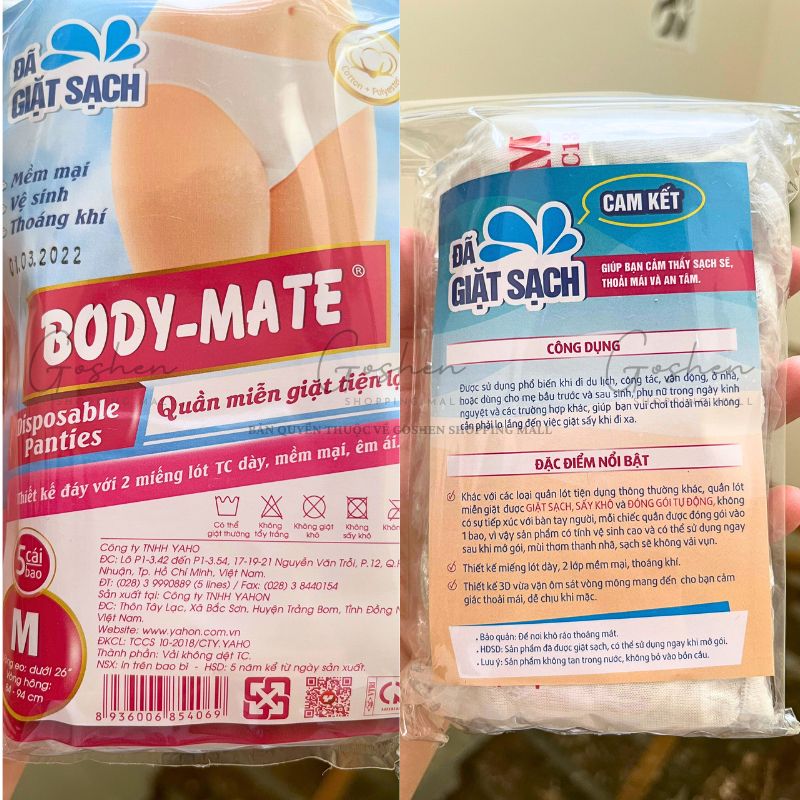 ĐÃ
GIẶT SẠCH
Cotton + Polyester
Mềm mại
Vệ sinh
Thoáng khí
01.03.2022
BODY-MATE®
Disposable
Panties
Quần miễn giặt tiện lợ
Thiết kế đáy với 2 miếng lót TC dày, mềm mại, êm ái.
Có thể
giặt thường
Không
tẩy trắng
Không giặt
khô
Không
sấy khô
Khôn
ủi
5 cái
bao
M
ng eo: dưới 26"
òng hông:
84 - 94 cm
Công ty TNHH YAHO
ĐC: Lô P1-3.42 đến P1-3.54, 17-19-21 Nguyễn Văn Trỗi, P.12, Q.P
Nhuận, Tp. Hồ Chí Minh, Việt Nam.
ĐT: (028) 3 9990889 (5 lines) / Fax: (028) 3 8440154
Sản xuất tại: Công ty TNHH YAHON
ĐC: Thôn Tây Lạc, Xã Bắc Sơn, Huyện Trảng Bom, Tỉnh Đồng N
Việt Nam.
Website: www.yahon.com.vn
ĐKCL: TCCS 10-2018/CTY.YAHO
Thành phần: Vải không dệt TC.
NSX: in trên bao bì - HSD: 5 năm kể từ ngày sản xuất.
8 936006 854069
M
C13
ĐÃ
GIẶT SẠCH
CAM KẾT
GIÚP BẠN CẢM THẤY SẠCH SẼ,
THOẢI MÁI VÀ AN TÂM.
CÔNG DỤNG
Được sử dụng phổ biến khi đi du lịch, công tác, vận động, ở nhà,
hoặc dùng cho mẹ bầu trước và sau sinh, phụ nữ trong ngày kinh
nguyệt và các trường hợp khác, giúp bạn vui chơi thoải mái không
cần phải lo lắng đến việc giặt sấy khi đi xa.
ĐẶC ĐIỂM NỔI BẬT
Khác với các loại quần lót tiện dụng thông thường khác, quần lót
miễn giặt được GIẶT SẠCH, SẤY KHÔ và ĐÓNG GÓI TỰ ĐỘNG, không
có sự tiếp xúc với bàn tay người, mỗi chiếc quần được đóng gói vào
1 bao, vì vậy sản phẩm có tính vệ sinh cao và có thể sử dụng ngay
sau khi mở gói, mùi thơm thanh nhã, sạch sẽ không vải vụn.
Thiết kế miếng lót dày, 2 lớp mềm mại, thoáng khí.
Thiết kế 3D vừa vặn ôm sát vòng mông mang đến cho bạn cảm
giác thoải mái, dễ chịu khi mặc.
• Bảo quản: Để nơi khô ráo thoáng mát.
• HDSD: Sản phẩm đã được giặt sạch, có thể sử dụng ngay khi mở gói.
• Lưu ý: Sản phẩm không tan trong nước, không bỏ vào bồn cầu.
Goshen
SHOPPING MALL
Goshen
SHOPPING MALL
BẢN QUYỀN THUỘC VỀ GOSHEN SHOPPING MALL